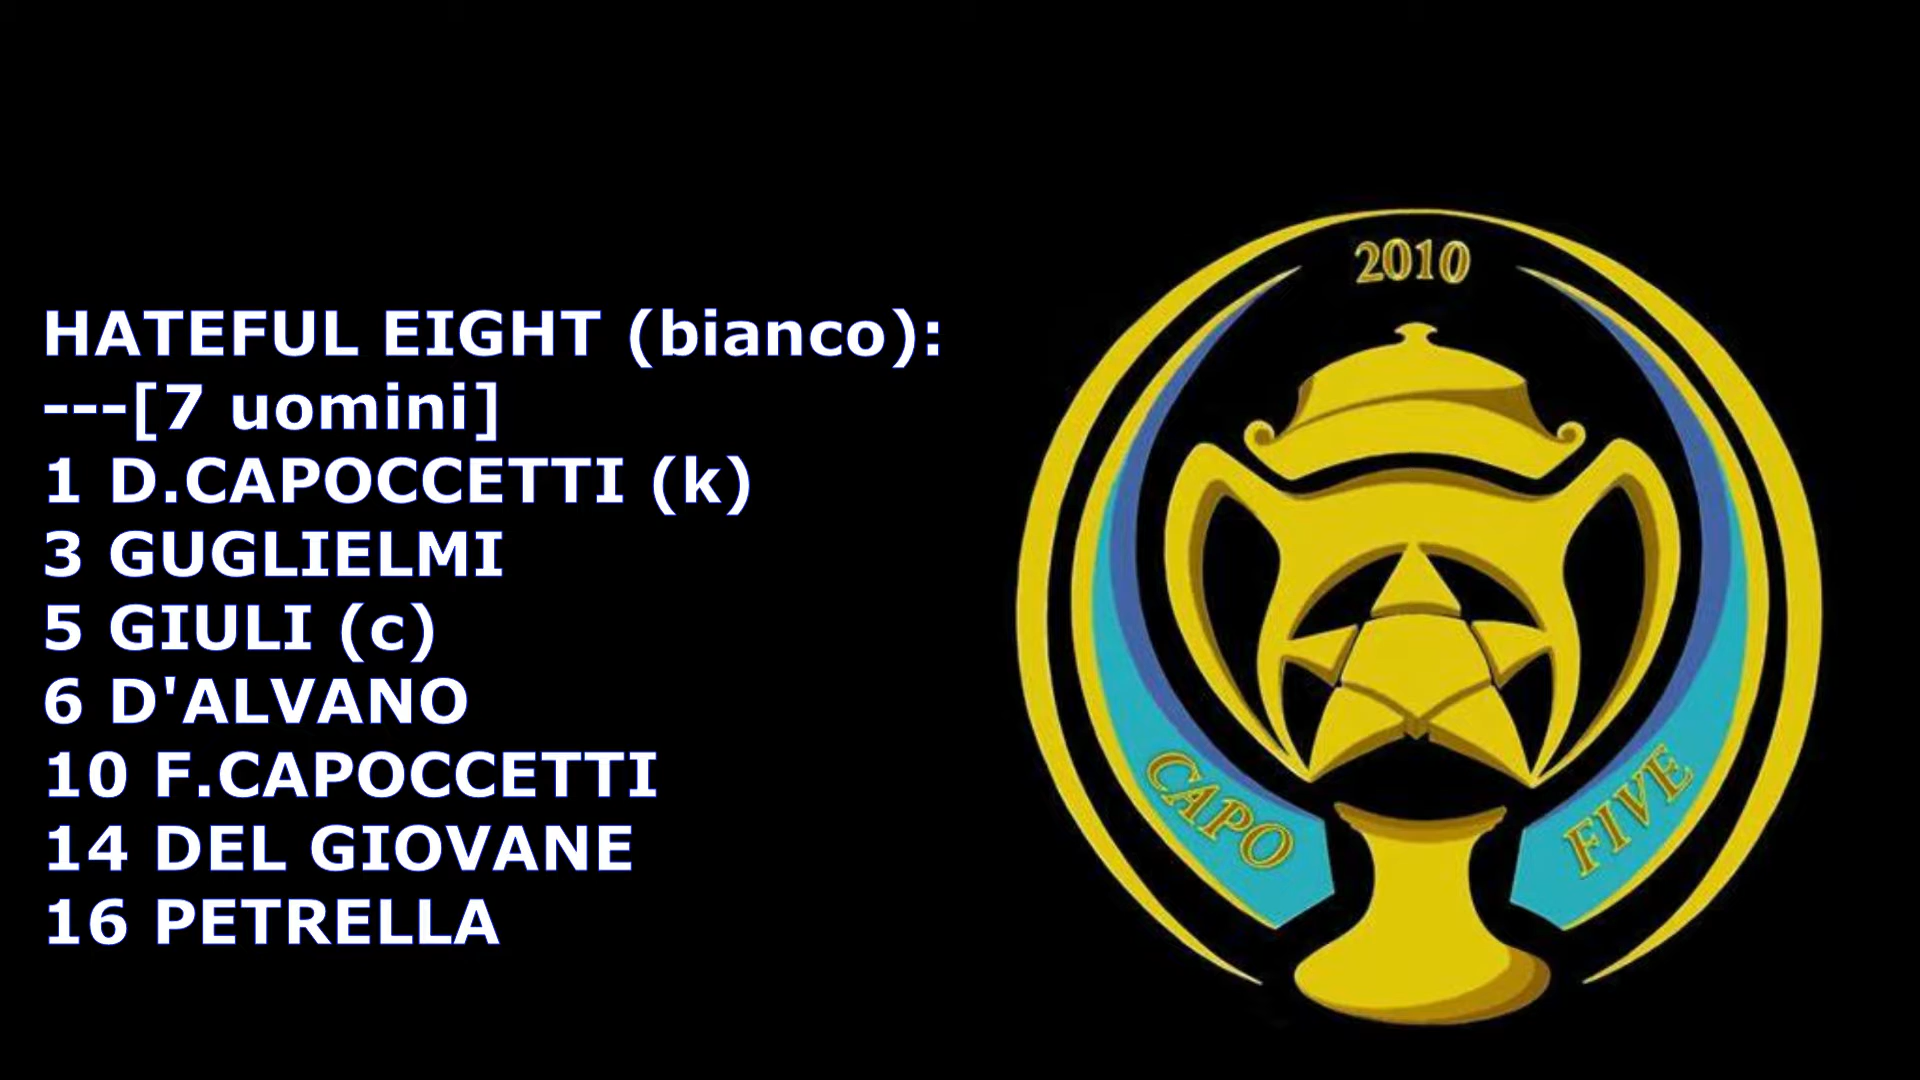 HATEFUL EIGHT (bianco):
---[7 uomini]
1 D.CAPOCCETTI (k)
3 GUGLIELMI
5 GIULI (c)
6 D'ALVANO
10 F.CAPOCCETTI
14 DEL GIOVANE
16 PETRELLA
2010
CAPO
FIVE